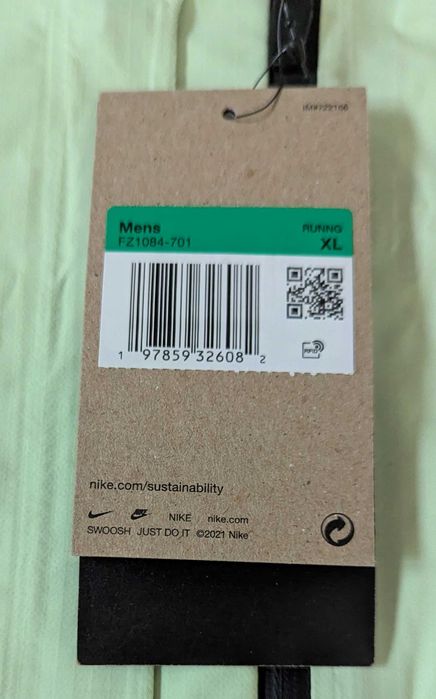 Mens
RUNNG
FZ1084-701
XL
1 97859 32608 2
RFID
nike.com/sustainability
NIKE nike.com
SWOOSH JUST DO IT ©2021 Nike